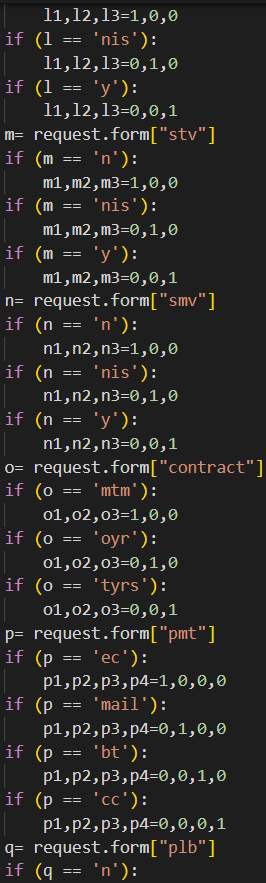 l1,l2,l3=1,0,0
if (l == 'nis'):
l1,l2,l3=0,1,0
if (l == 'y'):
l1,l2,l3=0,0,1
m= request.form["stv"]
if (m == 'n'):
m1,m2,m3=1,0,0
if (m == 'nis'):
m1,m2,m3=0,1,0
if (m == 'y'):
m1,m2,m3=0,0,1
n= request.form["smv"]
if (n == 'n'):
n1,n2,n3=1,0,0
if (n == 'nis'):
n1,n2,n3=0,1,0
if (n == 'y'):
n1,n2,n3=0,0,1
o= request.form["contract"]
if (o == 'mtm'):
o1,o2,o3=1,0,0
if (o == 'oyr'):
o1,o2,o3=0,1,0
if (o == 'tyrs'):
o1,o2,o3=0,0,1
p= request.form["pmt"]
if (p == 'ec'):
p1,p2,p3,p4=1,0,0,0
if (p == 'mail'):
p1,p2,p3,p4=0,1,0,0
if (p == 'bt'):
p1,p2,p3,p4=0,0,1,0
if (p == 'cc'):
p1,p2,p3,p4=0,0,0,1
q= request.form["plb"]
if (q == 'n'):